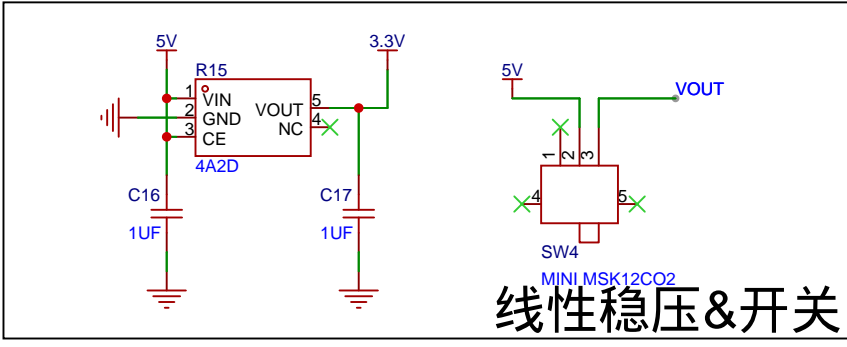 5V
3.3V
R15
1
VIN
2
GND
3
CE
VOUT
5
NC
4
4A2D
C16
1UF
C17
1UF
5V
VOUT
1
2
3
4
5
SW4
MINI MSK12CO2
线性稳压&开关